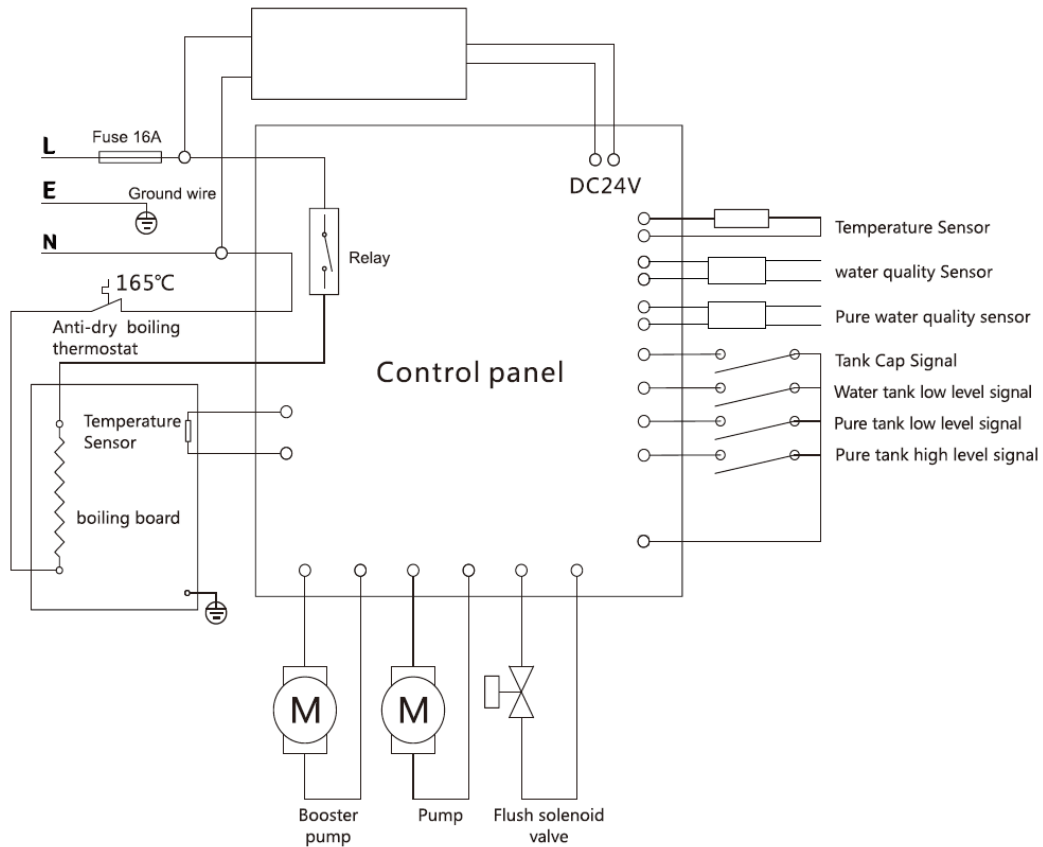 Fuse 16A
L
DC24V
E
Ground wire
N
Relay
165℃
Anti-dry boiling
thermostat
Temperature Sensor
water quality Sensor
Pure water quality sensor
Control panel
Tank Cap Signal
Water tank low level signal
Pure tank low level signal
Pure tank high level signal
Temperature
Sensor
boiling board
M
M
Booster
pump
Pump
Flush solenoid
valve